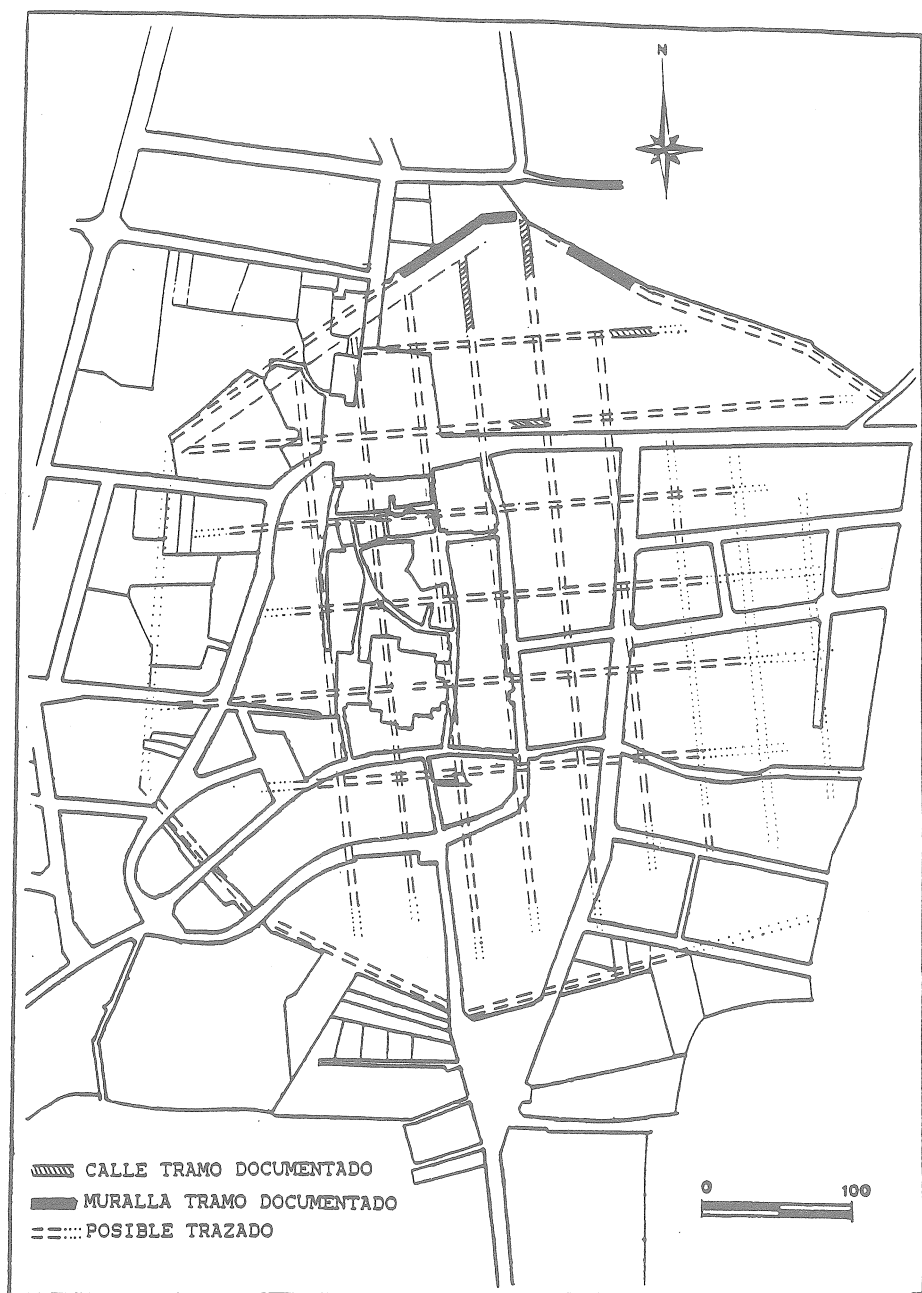 N
CALLE TRAMO DOCUMENTADO
MURALLA TRAMO DOCUMENTADO
POSIBLE TRAZADO
0 100